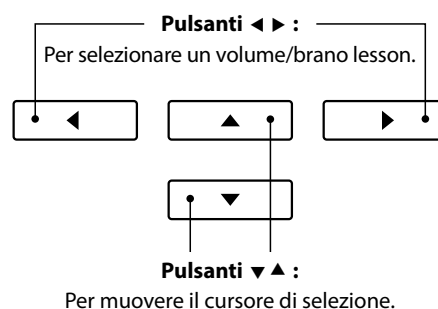 Pulsanti ◀ ▶ :
Per selezionare un volume/brano lesson.
◀ ▲ ▶
▼
Pulsanti ▼ ▲ :
Per muovere il cursore di selezione.